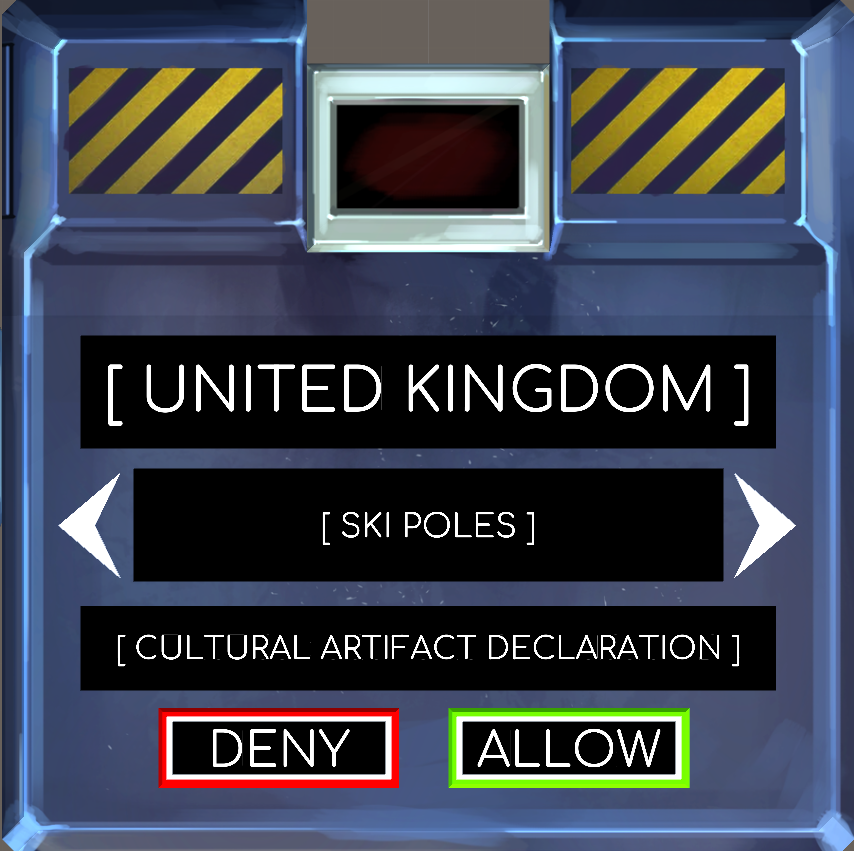 [ UNITED KINGDOM ]
[ SKI POLES ]
[ CULTURAL ARTIFACT DECLARATION ]
DENY ALLOW